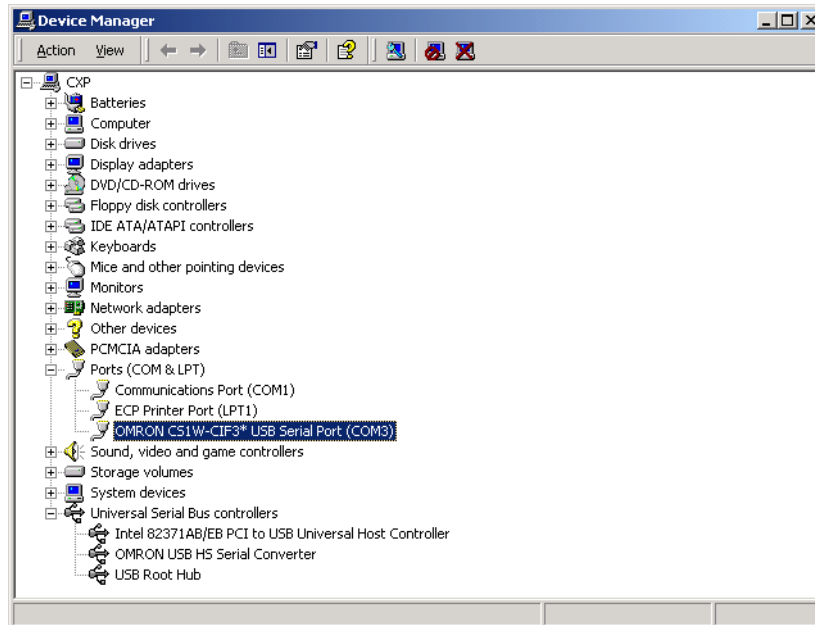 Device Manager
Action View
CXP
Batteries
Computer
Disk drives
Display adapters
DVD/CD-ROM drives
Floppy disk controllers
IDE ATA/ATAPI controllers
Keyboards
Mice and other pointing devices
Monitors
Network adapters
Other devices
PCMCIA adapters
Ports (COM & LPT)
Communications Port (COM1)
ECP Printer Port (LPT1)
OMRON CS1W-CIF3* USB Serial Port (COM3)
Sound, video and game controllers
Storage volumes
System devices
Universal Serial Bus controllers
Intel 82371AB/EB PCI to USB Universal Host Controller
OMRON USB HS Serial Converter
USB Root Hub